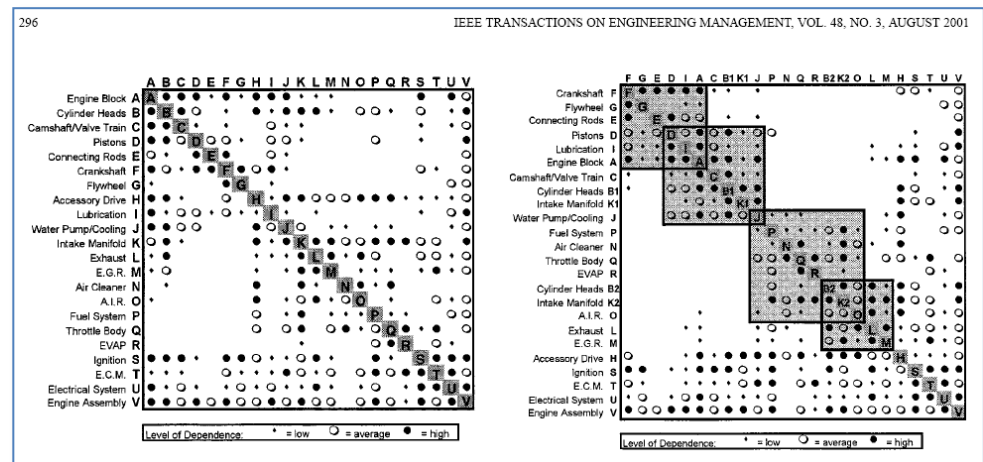 296
IEEE TRANSACTIONS ON ENGINEERING MANAGEMENT, VOL. 48, NO. 3, AUGUST 2001
A B C D E F G H I J K L M N O P Q R S T U V
Engine Block A
Cylinder Heads B
Camshaft/Valve Train C
Pistons D
Connecting Rods E
Crankshaft F
Flywheel G
Accessory Drive H
Lubrication I
Water Pump/Cooling J
Intake Manifold K
Exhaust L
E.G.R. M
Air Cleaner N
A.I.R. O
Fuel System P
Throttle Body Q
EVAP R
Ignition S
E.C.M. T
Electrical System U
Engine Assembly V
A
B
C
D
E
F
G
H
I
J
K
L
M
N
O
P
Q
R
S
T
U
V
Level of Dependence: = low = average = high
F G E D I A C B1 K1 J P N Q R B2 K2 O L M H S T U V
Crankshaft F
Flywheel G
Connecting Rods E
Pistons D
Lubrication I
Engine Block A
Camshaft/Valve Train C
Cylinder Heads B1
Intake Manifold K1
Water Pump/Cooling J
Fuel System P
Air Cleaner N
Throttle Body Q
EVAP R
Cylinder Heads B2
Intake Manifold K2
A.I.R. O
Exhaust L
E.G.R. M
Accessory Drive H
Ignition S
E.C.M. T
Electrical System U
Engine Assembly V
F
G
E
D
I
A
C
B1
K1
J
P
N
Q
R
B2
K2
O
L
M
H
S
T
U
V
Level of Dependence: = low = average = high